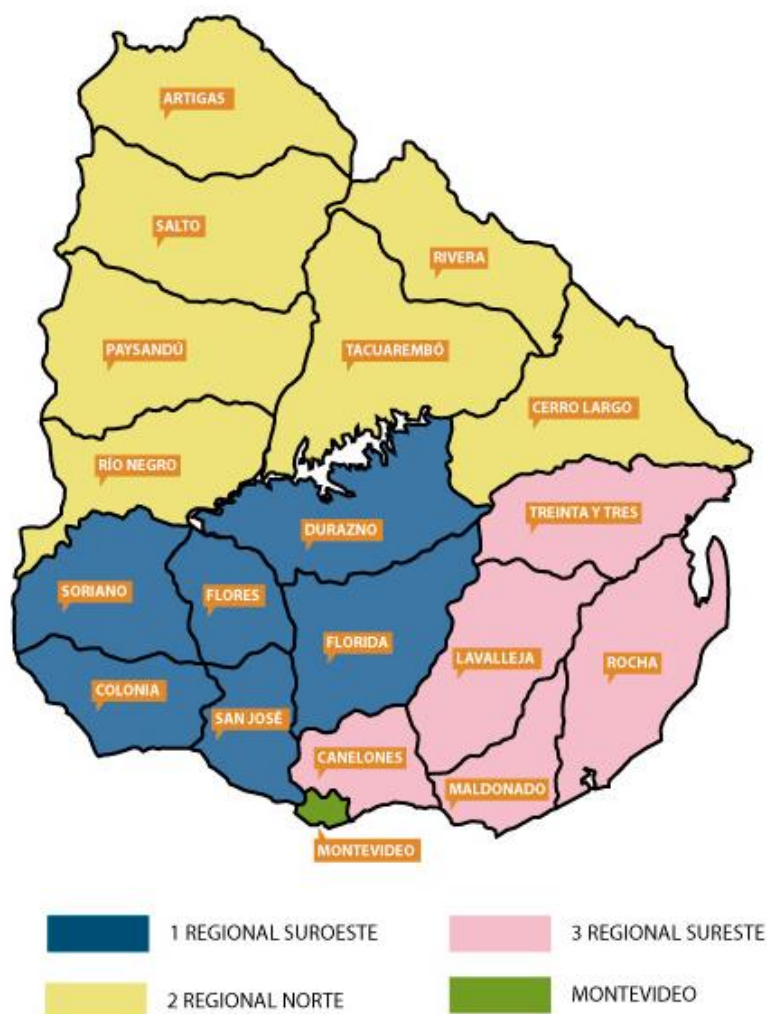 ARTIGAS
SALTO
RIVERA
PAYSANDÚ
TACUAREMBÓ
CERRO LARGO
RÍO NEGRO
TREINTA Y TRES
DURAZNO
SORIANO
FLORES
FLORIDA
LAVALLEJA
ROCHA
COLONIA
SAN JOSÉ
CANELONES
MALDONADO
MONTEVIDEO
1 REGIONAL SUROESTE
3 REGIONAL SURESTE
2 REGIONAL NORTE
MONTEVIDEO